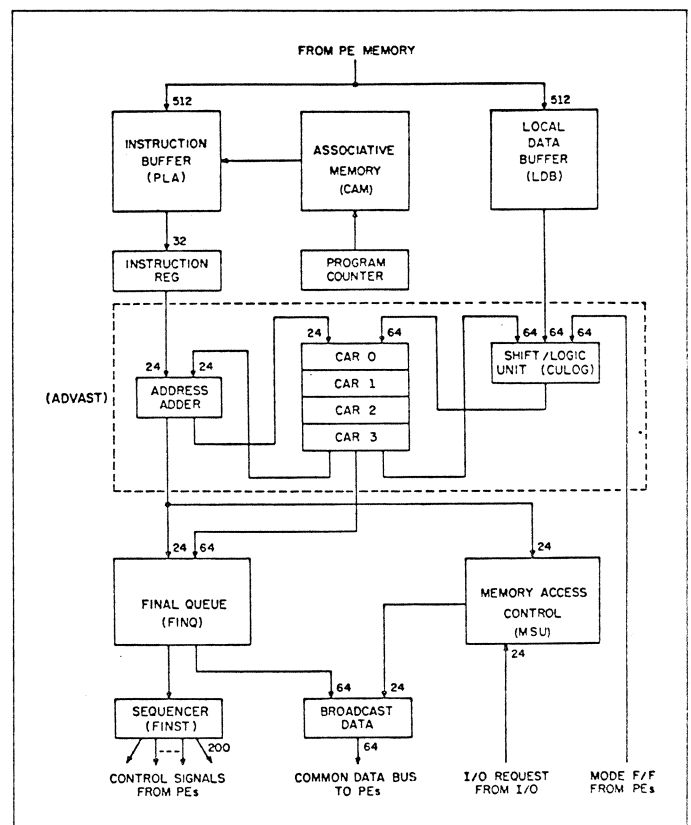 FROM PE MEMORY
512
512
INSTRUCTION
BUFFER
(PLA)
ASSOCIATIVE
MEMORY
(CAM)
LOCAL
DATA
BUFFER
(LDB)
32
INSTRUCTION
REG
PROGRAM
COUNTER
(ADVAST)
24
24
ADDRESS
ADDER
24
64
CAR 0
CAR 1
CAR 2
CAR 3
64
64
64
SHIFT/LOGIC
UNIT (CULOG)
24
64
FINAL QUEUE
(FINQ)
24
MEMORY ACCESS
CONTROL
(MSU)
24
SEQUENCER
(FINST)
200
CONTROL SIGNALS
FROM PEs
64
24
BROADCAST
DATA
64
COMMON DATA BUS
TO PEs
I/O REQUEST
FROM I/O
MODE F/F
FROM PEs